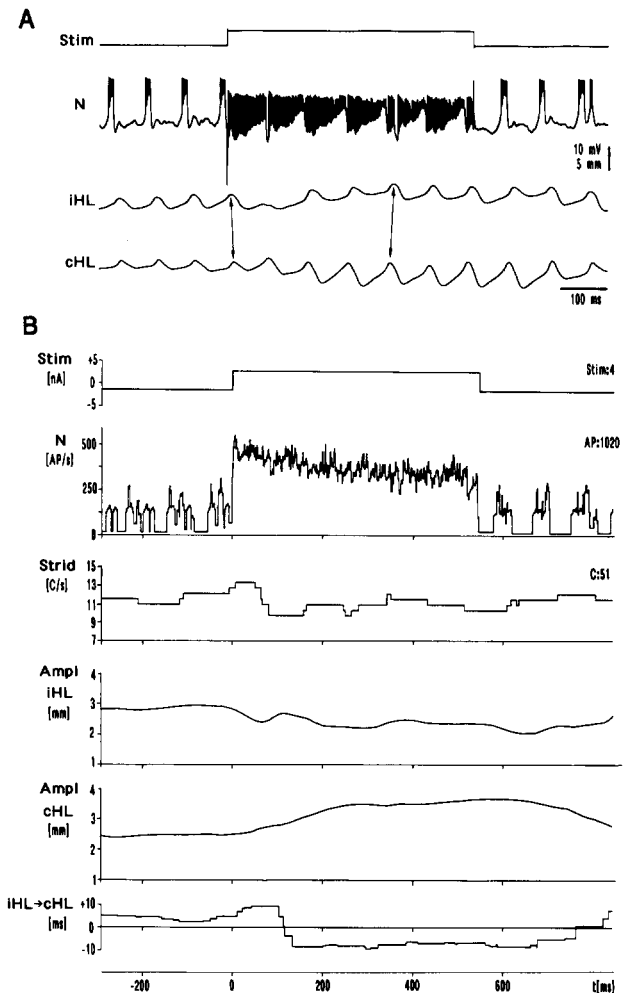 A
Stim
N
10 mV
5 mm
iHL
cHL
100 ms
B
Stim
[nA]
+5
0
-5
Stim:4
N
[AP/s]
500
250
0
AP:1020
Strid
[C/s]
15
13
11
9
7
C:51
Ampl
iHL
[mm]
4
3
2
1
Ampl
cHL
[mm]
4
3
2
1
iHL→cHL
[ms]
+10
0
-10
-200 0 200 400 600 t[ms]